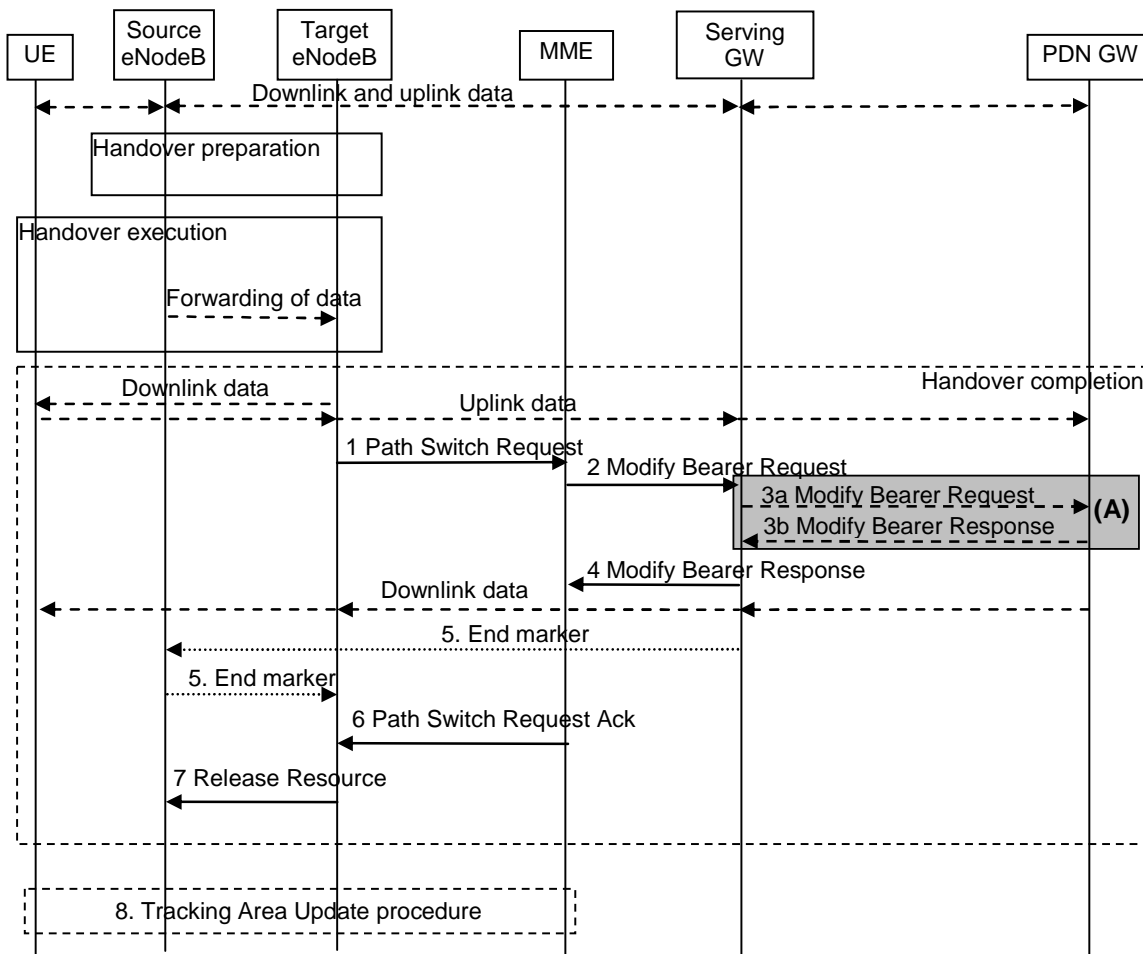 UE
Source
eNodeB
Target
eNodeB
MME
Serving
GW
PDN GW
Downlink and uplink data
Handover preparation
Handover execution
Forwarding of data
Handover completion
Downlink data
Uplink data
1 Path Switch Request
2 Modify Bearer Request
3a Modify Bearer Request
(A)
3b Modify Bearer Response
4 Modify Bearer Response
Downlink data
5. End marker
5. End marker
6 Path Switch Request Ack
7 Release Resource
8. Tracking Area Update procedure